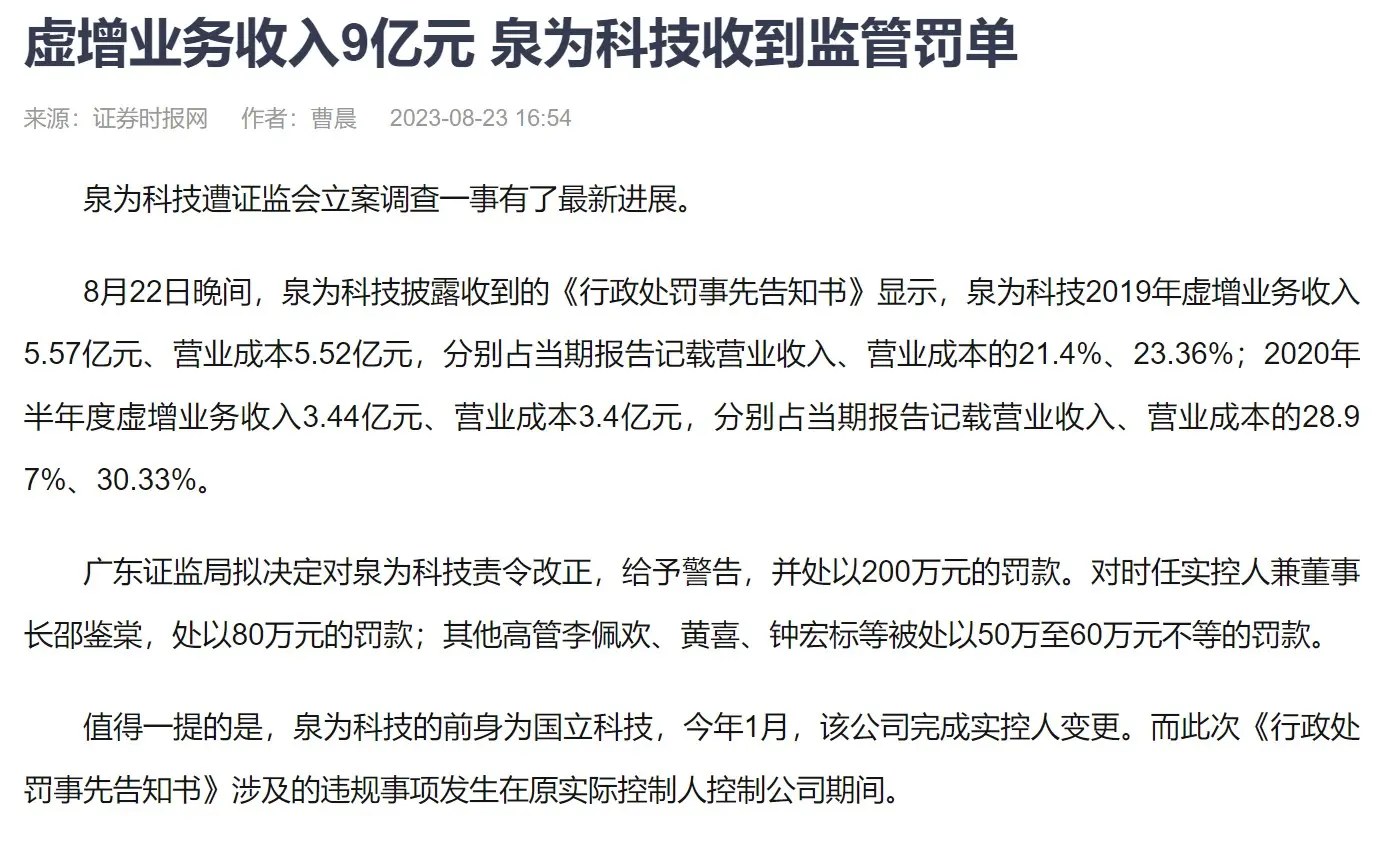 虚增业务收入9亿元 泉为科技收到监管罚单
来源：证券时报网 作者：曹晨 2023-08-23 16:54
泉为科技遭证监会立案调查一事有了最新进展。
8月22日晚间，泉为科技披露收到的《行政处罚事先告知书》显示，泉为科技2019年虚增业务收入
5.57亿元、营业成本5.52亿元，分别占当期报告记载营业收入、营业成本的21.4%、23.36%；2020年
半年度虚增业务收入3.44亿元、营业成本3.4亿元，分别占当期报告记载营业收入、营业成本的28.9
7%、30.33%。
广东证监局拟决定对泉为科技责令改正，给予警告，并处以200万元的罚款。对时任实控人兼董事
长邵鉴棠，处以80万元的罚款；其他高管李佩欢、黄喜、钟宏标等被处以50万至60万元不等的罚款。
值得一提的是，泉为科技的前身为国立科技，今年1月，该公司完成实控人变更。而此次《行政处
罚事先告知书》涉及的违规事项发生在原实际控制人控制公司期间。